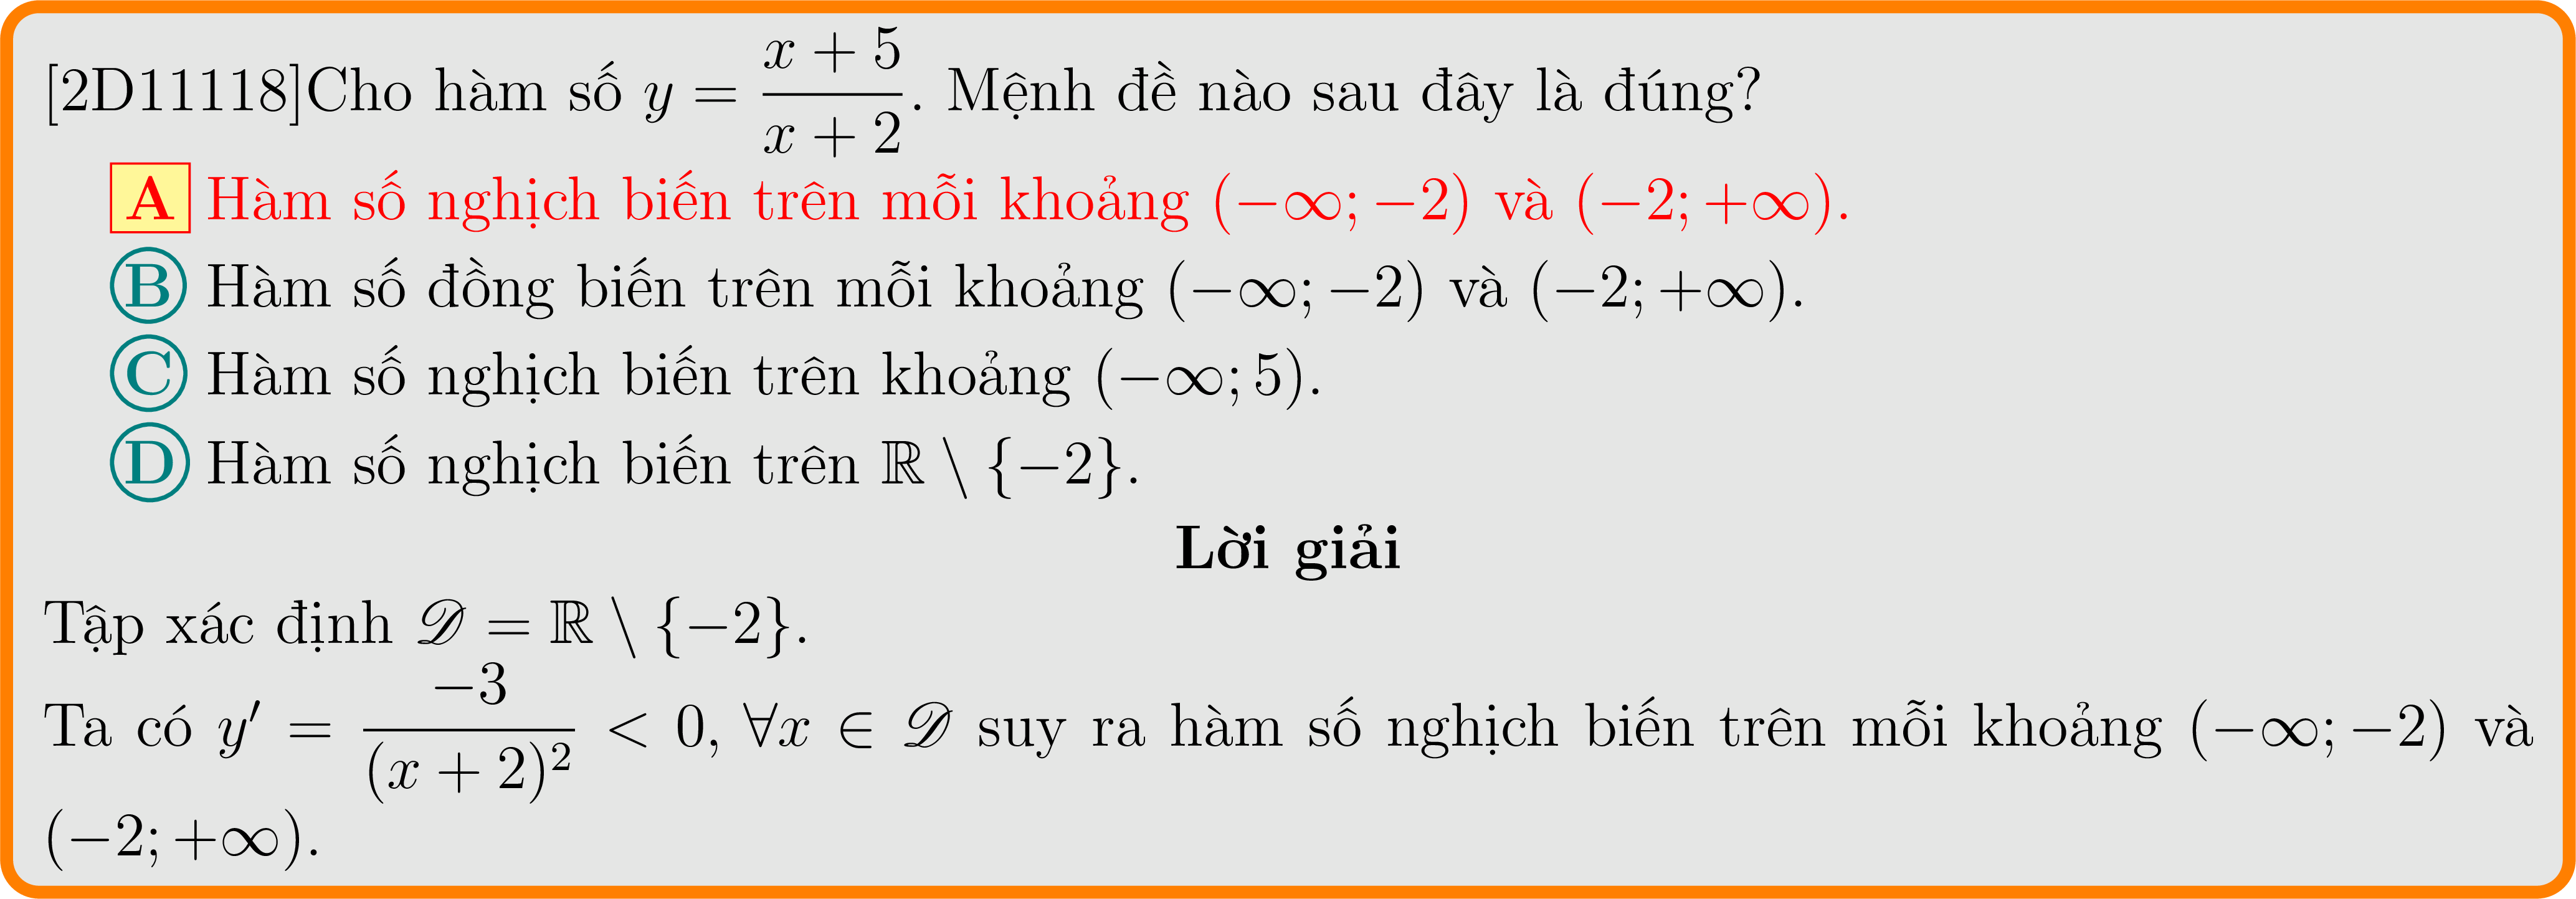 [2D11118]Cho hàm số $y = \dfrac{x+5}{x+2}$. Mệnh đề nào sau đây là đúng?
A Hàm số nghịch biến trên mỗi khoảng $(-\infty; -2)$ và $(-2; +\infty)$.
B Hàm số đồng biến trên mỗi khoảng $(-\infty; -2)$ và $(-2; +\infty)$.
C Hàm số nghịch biến trên khoảng $(-\infty; 5)$.
D Hàm số nghịch biến trên $\mathbb{R} \setminus \{-2\}$.
Lời giải
Tập xác định $\mathscr{D} = \mathbb{R} \setminus \{-2\}$.
Ta có $y' = \dfrac{-3}{(x+2)^2} < 0, \forall x \in \mathscr{D}$ suy ra hàm số nghịch biến trên mỗi khoảng $(-\infty; -2)$ và
$(-2; +\infty)$.